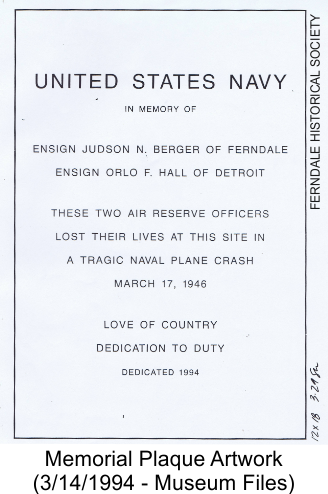 UNITED STATES NAVY
IN MEMORY OF
ENSIGN JUDSON N. BERGER OF FERNDALE
ENSIGN ORLO F. HALL OF DETROIT
THESE TWO AIR RESERVE OFFICERS
LOST THEIR LIVES AT THIS SITE IN
A TRAGIC NAVAL PLANE CRASH
MARCH 17, 1946
LOVE OF COUNTRY
DEDICATION TO DUTY
DEDICATED 1994
FERNDALE HISTORICAL SOCIETY
12 x 18
Memorial Plaque Artwork
(3/14/1994 - Museum Files)